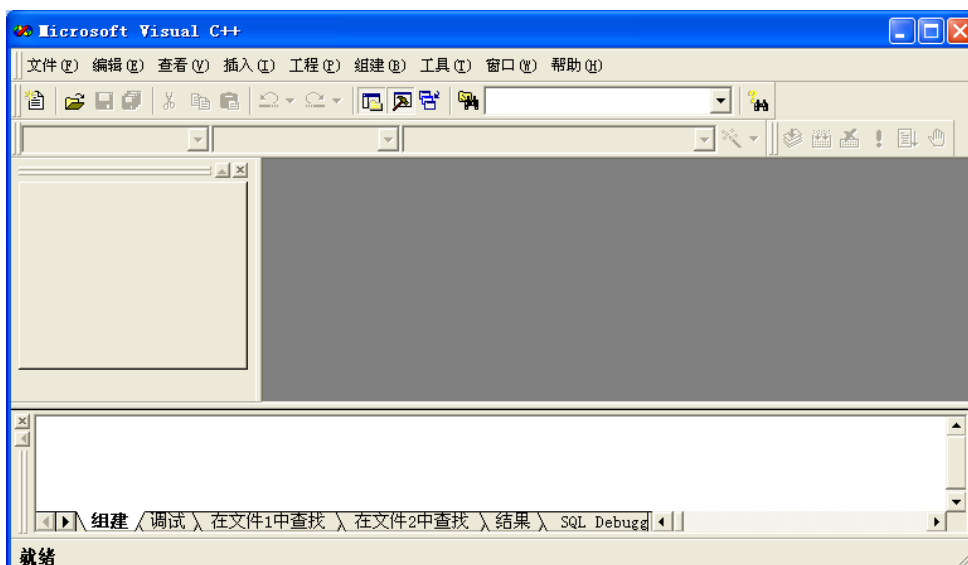 Microsoft Visual C++
文件(F) 编辑(E) 查看(V) 插入(I) 工程(P) 组建(B) 工具(T) 窗口(W) 帮助(H)
组建 调试 在文件1中查找 在文件2中查找 结果 SQL Debugg
就绪